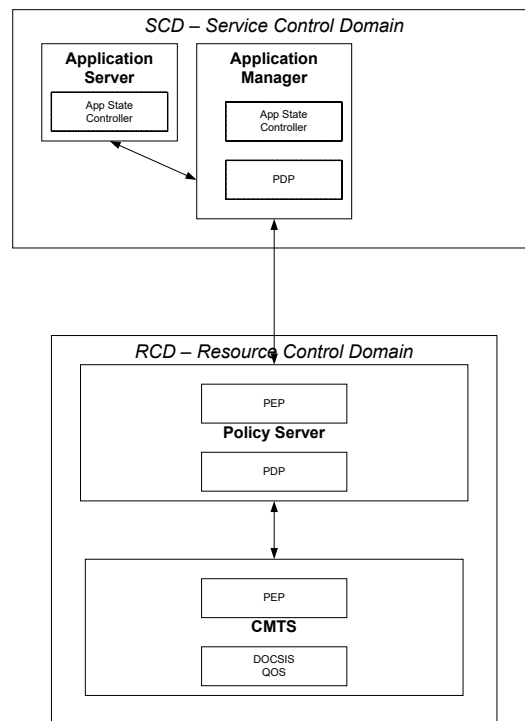 SCD – Service Control Domain
Application
Server
App State
Controller
Application
Manager
App State
Controller
PDP
RCD – Resource Control Domain
PEP
Policy Server
PDP
PEP
CMTS
DOCSIS
QOS